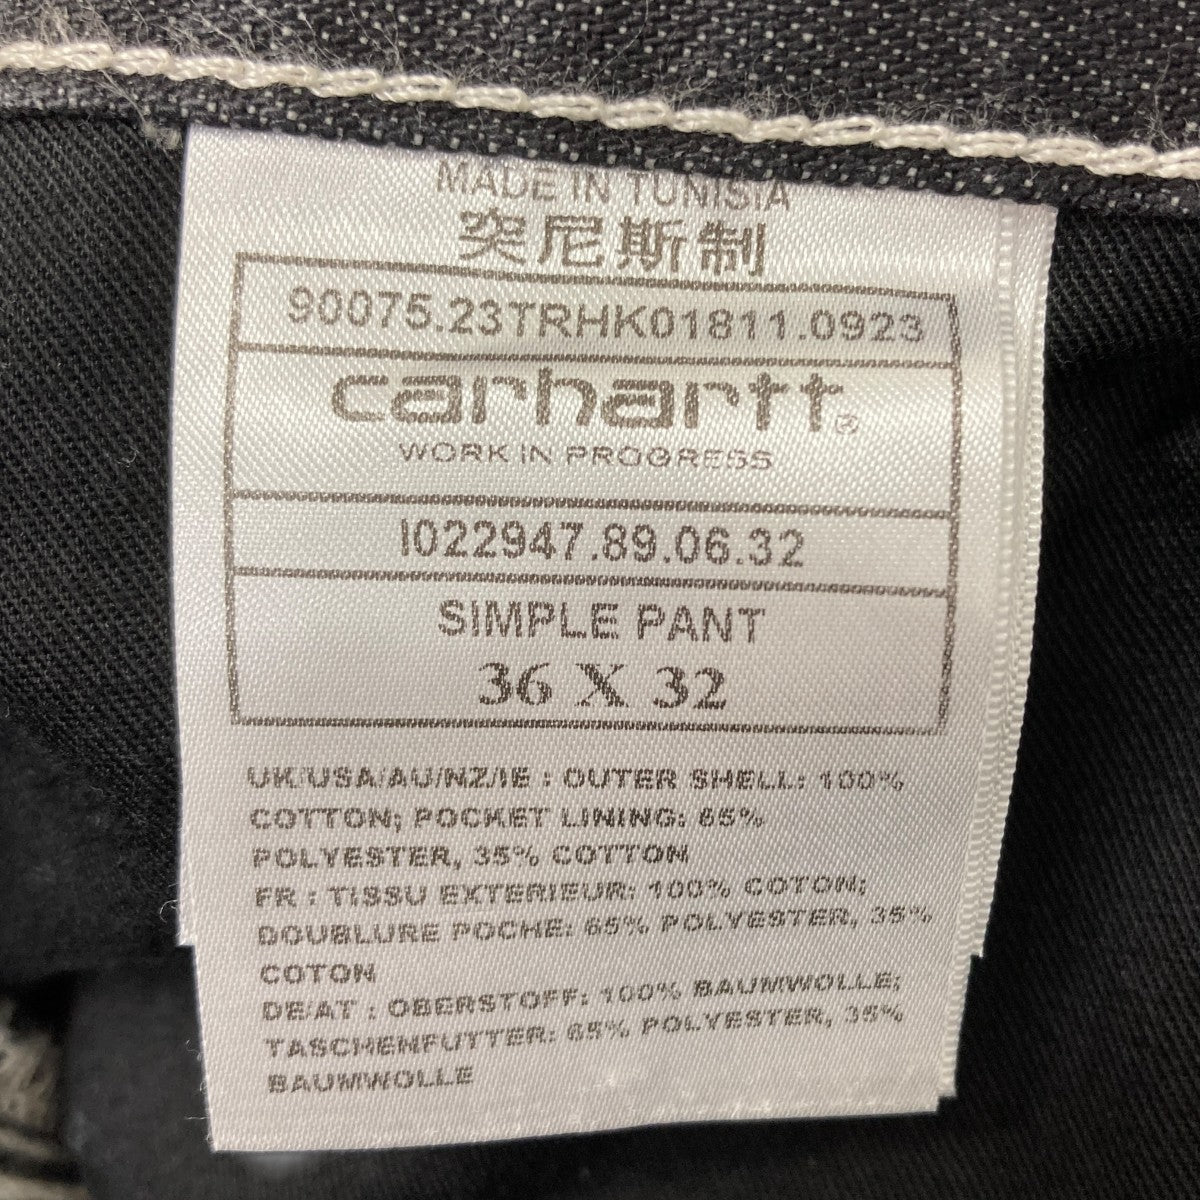 MADE IN TUNISIA
突尼斯制
90075.23TRHK01811.0923
carhartt®
WORK IN PROGRESS
I022947.89.06.32
SIMPLE PANT
36 X 32
UK/USA/AU/NZ/IE : OUTER SHELL: 100%
COTTON; POCKET LINING: 65%
POLYESTER, 35% COTTON
FR : TISSU EXTERIEUR: 100% COTON;
DOUBLURE POCHE: 65% POLYESTER, 35%
COTON
DE/AT : OBERSTOFF: 100% BAUMWOLLE;
TASCHENFUTTER: 65% POLYESTER, 35%
BAUMWOLLE